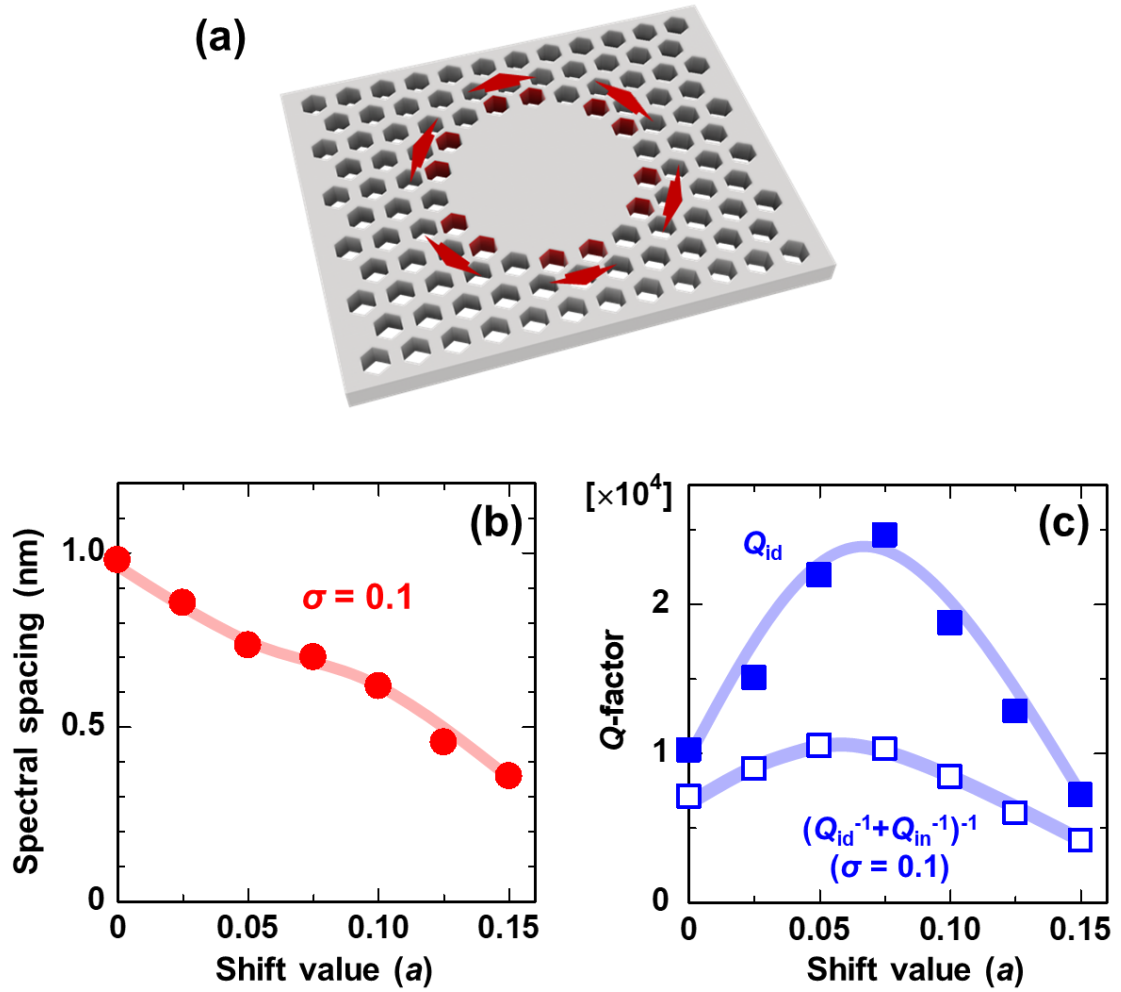 (a)
(b)
Spectral spacing (nm)
1.0
0.5
0
σ = 0.1
0 0.05 0.10 0.15
Shift value (a)
[×10⁴]
(c)
Q-factor
2
1
0
Qid
(Qid⁻¹+Qin⁻¹)⁻¹
(σ = 0.1)
0 0.05 0.10 0.15
Shift value (a)